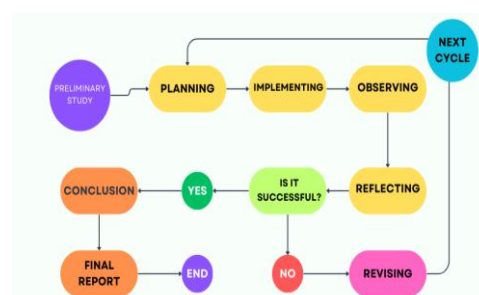 NEXT
CYCLE
PRELIMINARY
STUDY
PLANNING
IMPLEMENTING
OBSERVING
CONCLUSION
YES
IS IT
SUCCESSFUL?
REFLECTING
FINAL
REPORT
END
NO
REVISING